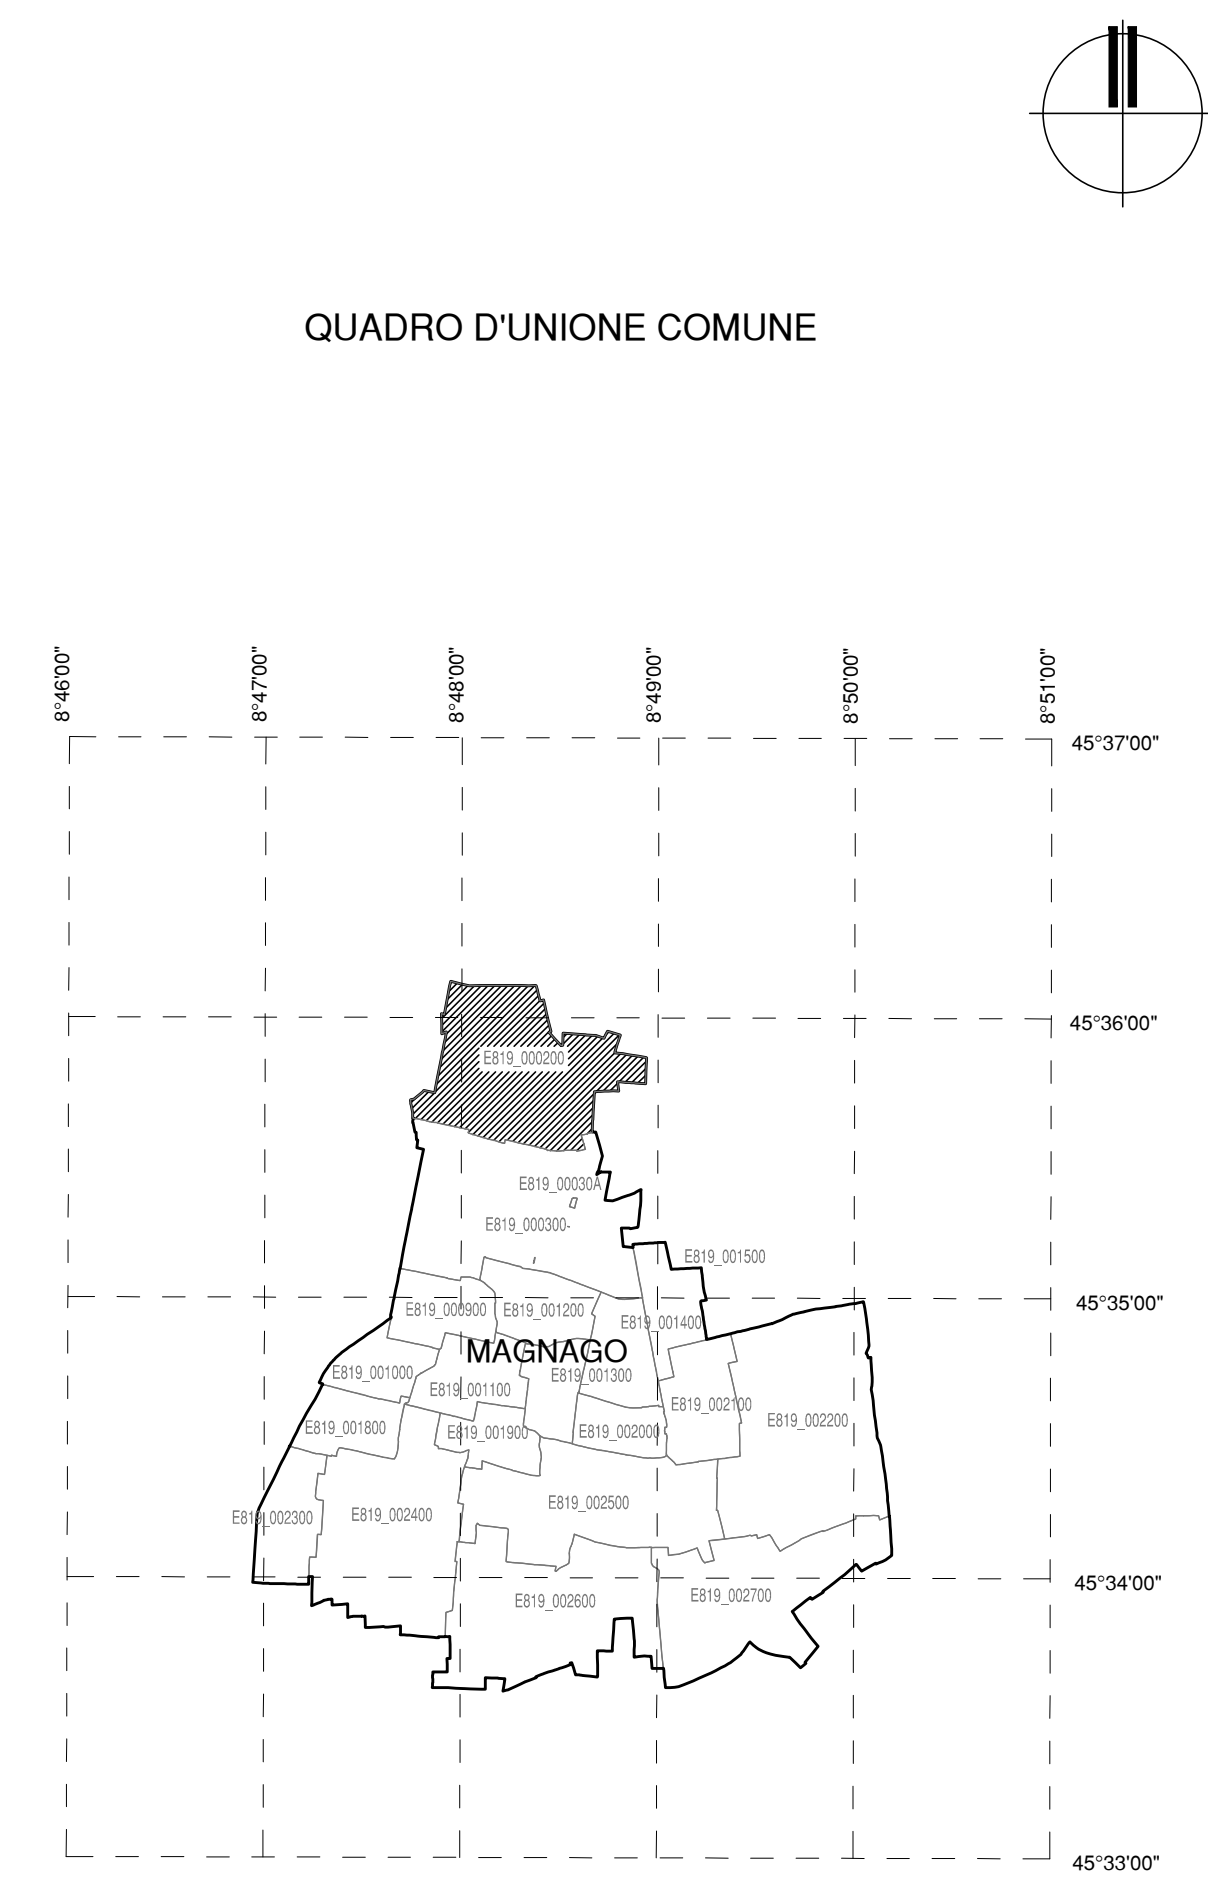 QUADRO D'UNIONE COMUNE
8°46'00"
8°47'00"
8°48'00"
8°49'00"
8°50'00"
8°51'00"
45°37'00"
45°36'00"
E819_000200
E819_00030A
E819_000300-
E819_001500
45°35'00"
E819_000900
E819_001200
E819_001400
MAGNAGO
E819_001000
E819_001300
E819_001100
E819_002100
E819_002200
E819_001800
E819_001900
E819_002000
E819_002500
E819_002300
E819_002400
45°34'00"
E819_002600
E819_002700
45°33'00"